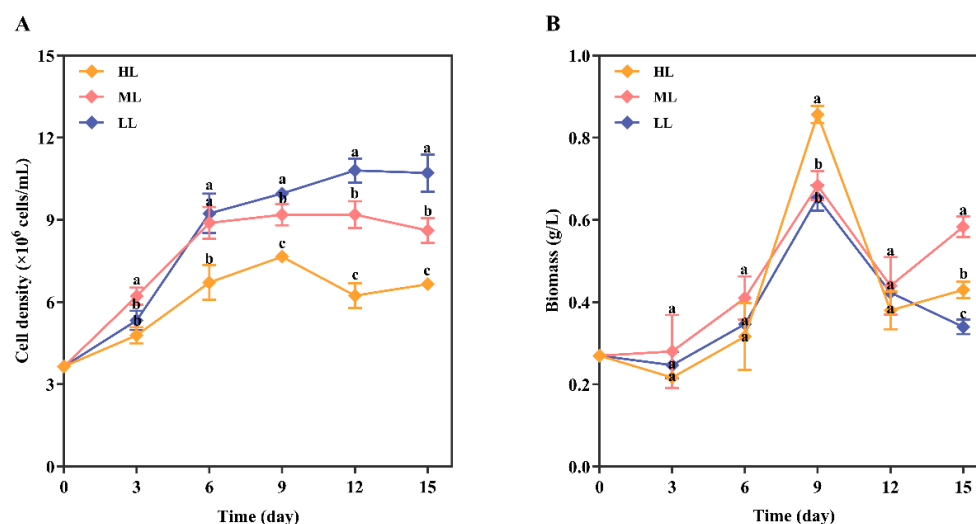 A
Cell density (×10⁶ cells/mL)
15
12
9
6
3
0
HL
ML
LL
a
b
b
a
a
b
a
b
c
a
b
c
a
b
c
0 3 6 9 12 15
Time (day)
B
Biomass (g/L)
1.0
0.8
0.6
0.4
0.2
0.0
HL
ML
LL
a
a
a
a
a
a
a
b
b
a
a
a
a
b
c
0 3 6 9 12 15
Time (day)